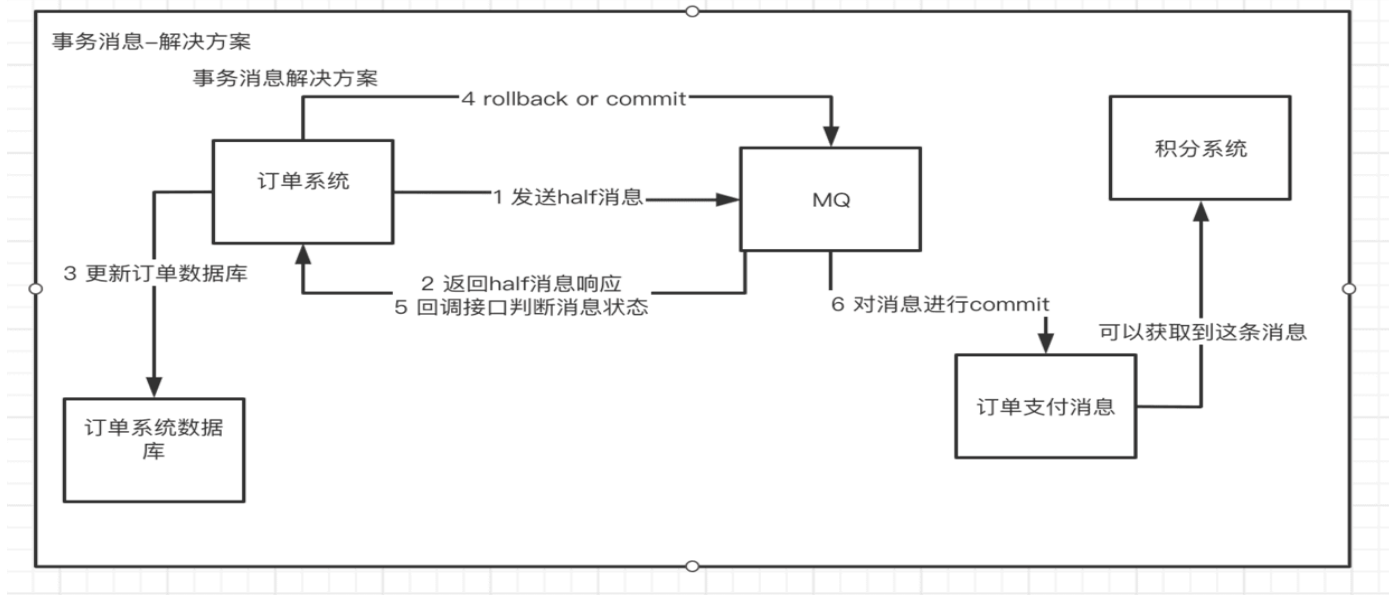 事务消息-解决方案
事务消息解决方案
4 rollback or commit
订单系统
1 发送half消息
MQ
积分系统
3 更新订单数据库
2 返回half消息响应
5 回调接口判断消息状态
6 对消息进行commit
可以获取到这条消息
订单支付消息
订单系统数据
库